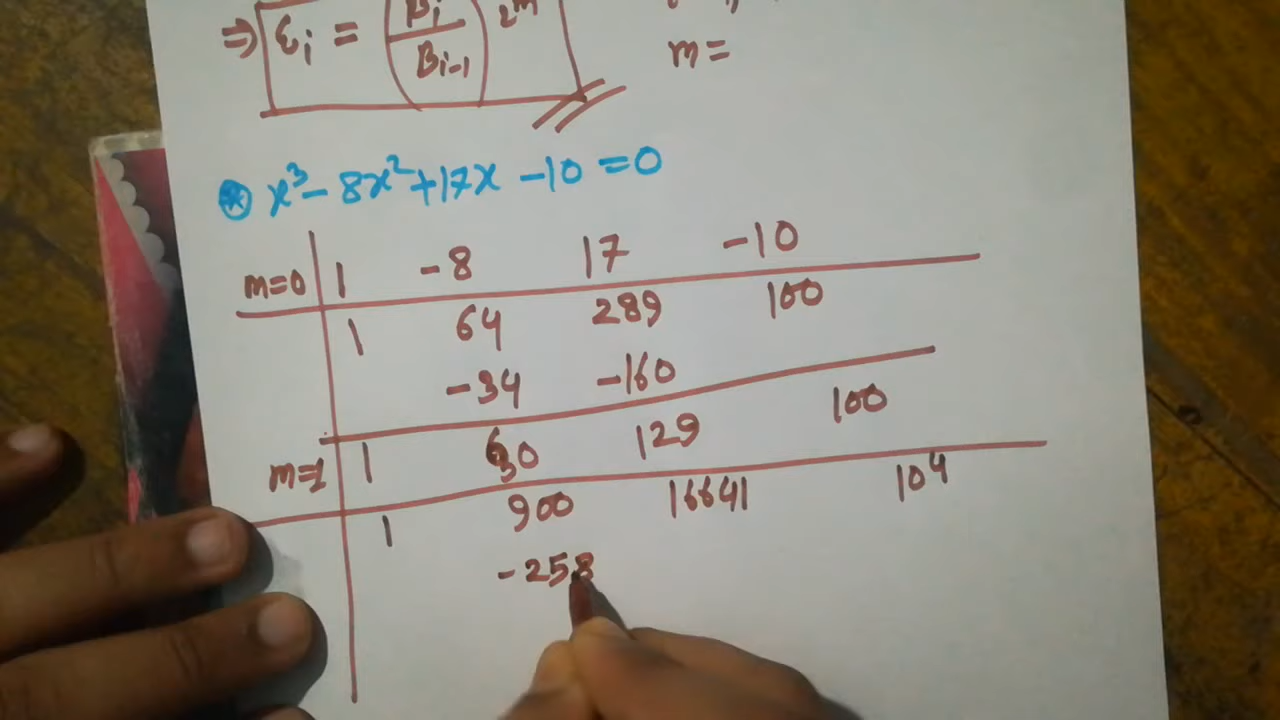 ⇒ εi = (Bi / Bi-1) 2^m
m=
⊛ x³ - 8x² + 17x - 10 = 0
m=0 1 -8 17 -10
1 64 289 100
-34 -160
m=1 1 30 129 100
1 900 16641 10⁴
-258